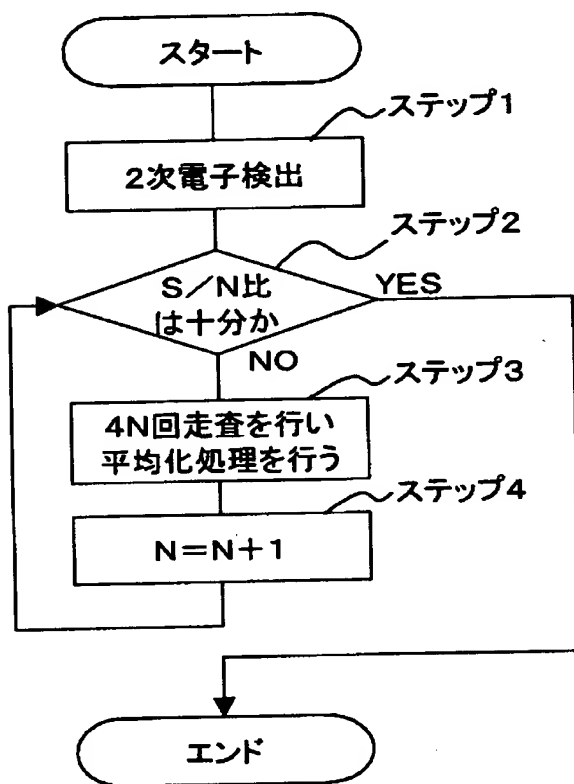 スタート
ステップ1
2次電子検出
ステップ2
S/N比
は十分か
YES
NO
ステップ3
4N回走査を行い
平均化処理を行う
ステップ4
N=N+1
エンド